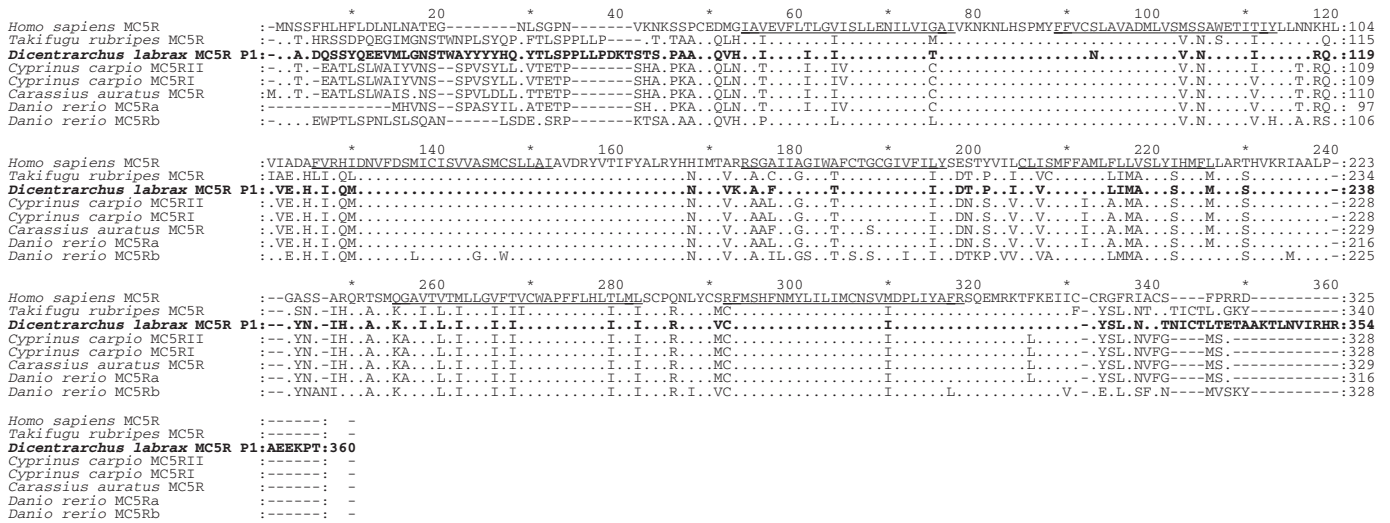 * 20 * 40 * 60 * 80 * 100 * 120
Homo sapiens MC5R :-MNSSFHLHFLDLNLNATEG-------NLSGPN------VKNKSSPCEDMGIAVEVFLTLGVISLLENILVIGAIVKNKNLHSPMYFFVCSLAVADMLVSMSSAWETITIYLLNNKHL:104
Takifugu rubripes MC5R :-..T.HRSSDPQEGIMGNSTWNPLSYQP.FTLSPPLLP----.T.TAA..QLH..I.....I..I...........M.......................V.N.S...I......Q.:115
Dicentrarchus labrax MC5R P1:-.A.DQSSYQEEVMLGNSTWAYYYYHQ.YTLSPPLLPDKTSTS.PAA..QVH..I.....I..I...........T...................N.....V.NN.....I.....RQ.:119
Cyprinus carpio MC5RII :-..T.-EATLSLWAIYVNS--SPVSYLL.VTETP------SH.A.PKA..QLN..T.....I..IV..........C.......................V..N.....I...T.RQ.:109
Cyprinus carpio MC5RI :-..T.-EATLSLWAIYVNS--SPVSYLL.VTETP------SHA.PKA..QLN..T.....I..I...........C.......................V..N.....I...T.RQ.:109
Carassius auratus MC5R :M..T.-EATLSLWAIS.NS--SPVLDLL.TTETP------SHA.PKA..QLN..T.....I..I...........C.......................V..N.....I...T.RQ.:110
Danio rerio MC5Ra :-------------MHVNS--SPASYIL.ATETP------SH..PKA..QLN..T.....I..IV..........C.......................V..N.....I...T.RQ.: 97
Danio rerio MC5Rb :-...EWPTLSPNLSLSQAN------LSDE.SRP------KTSA.AA..QVH..P.....I..I...........L.......................V..N.....V.H..A.RS.:106
* 140 * 160 * 180 * 200 * 220 * 240
Homo sapiens MC5R :VIADAFVRHIDNVFDSMICISVVASMCSLLAIAVDRYVTIFYALRYHHIMTARRSGAIIAGIWAFCTGCGIVFILYSESTYVILCLISMFFAMLFLLVSLYIHMFLLARTHVKRIAALP-:223
Takifugu rubripes MC5R :IAE.HLI.QL.....................................N...V..A.C..G...T...........I..DT.....I..VC......LIMA...S...M...S........-:234
Dicentrarchus labrax MC5R P1:.VE.H.I.QM.....................................N...VK.A.F......T...........I..DT.P..I..V........LIMA...S...M...S........-:238
Cyprinus carpio MC5RII :.VE.H.I.QM.....................................N...V..AAL..G...T...........I..DN.S..V..V....I..A.MA...S...M...S........-:228
Cyprinus carpio MC5RI :.VE.H.I.QM.....................................N...V..AAL..G...T...........I..DN.S..V..V....I..A.MA...S...M...S........-:228
Carassius auratus MC5R :.VE.H.I.QM.....................................N...V..AAL..G...T...S.......I..DN.S..V..V....I..A.MA...S...M...S........-:229
Danio rerio MC5Ra :.VE.H.I.QM.....................................N...V..AAL..G...T...........I..DN.T..V..V.......A.MA...S...M...S........-:216
Danio rerio MC5Rb :..E.H.I.QM.......L......G..W...................N...V..A.ILGS..T..S.S.......I..DTKP.VV..VA.....LMMA...S...M...S........-:225
* 260 * 280 * 300 * 320 * 340 * 360
Homo sapiens MC5R :--GASS-ARQRTSMQGAVTVTMLLGVFTVCWAPFFLHLTLMLSCPQNLYCSRFMSHFNMYLILIMCNSVMDPLIYAFRSQEMRKTFKEIIC-CRGFRIACS----FPRRD-----------:325
Takifugu rubripes MC5R :--.SN.-IH..A..K...L.I..I..II..........I..I...R....MC.................I.......................F-.YSL.NT..TICTL.GKY---------:340
Dicentrarchus labrax MC5R P1:--.YN.-IH..A..K..I.L.I..I..I...........I..I...R....VC.................I........................-.YSL.N..TNICTLTETAAKTLNVIRHR:354
Cyprinus carpio MC5RII :--.YN.-IH..A..KA...L.I..I..I...........I..I...R....MC.................I................F......-.YSL.NVFG----MS.-----------:328
Cyprinus carpio MC5RI :--.YN.-IH..A..KA...L.I..I..I...........I..I...R....MC.................I................F......-.YSL.NVFG----MS.-----------:328
Carassius auratus MC5R :--.YN.-IH..A..KA...L.I..I..I...........I..I...R....MC.................I................F......-.YSL.NVFG----MS.-----------:329
Danio rerio MC5Ra :--.YN.-IH..A..KA...L.I..I..I...........I..I...R....MC.................I................F......-.YSL.NVFG----MS.-----------:316
Danio rerio MC5Rb :--.YNANI....A..K...I...I..I...........I..I...R.I..VC.................I.......L..........V.-.E.L.SF.N----MVSKY-----------:328
Homo sapiens MC5R :------: -
Takifugu rubripes MC5R :------: -
Dicentrarchus labrax MC5R P1:AEEKPT:360
Cyprinus carpio MC5RII :------: -
Cyprinus carpio MC5RI :------: -
Carassius auratus MC5R :------: -
Danio rerio MC5Ra :------: -
Danio rerio MC5Rb :------: -